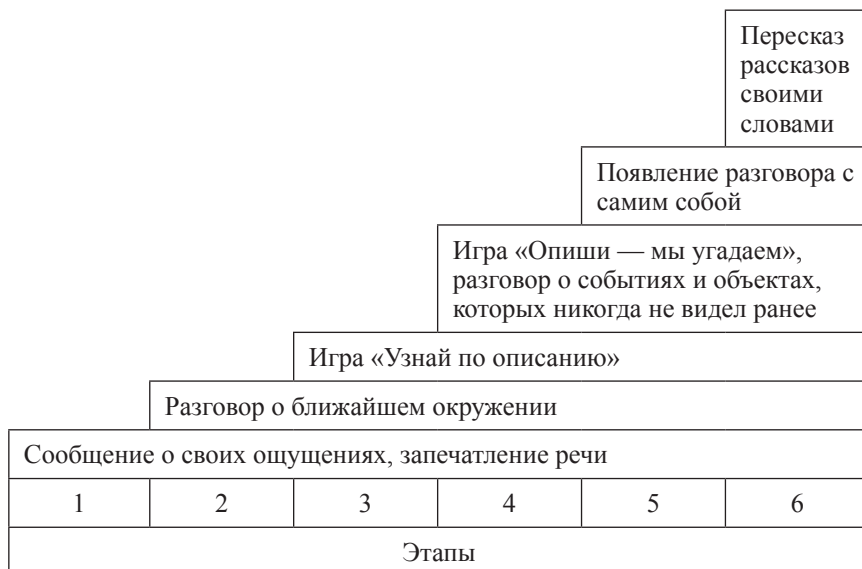 Пересказ
рассказов
своими
словами
Появление разговора с
самим собой
Игра «Опиши — мы угадаем»,
разговор о событиях и объектах,
которых никогда не видел ранее
Игра «Узнай по описанию»
Разговор о ближайшем окружении
Сообщение о своих ощущениях, запечатление речи
1 2 3 4 5 6
Этапы